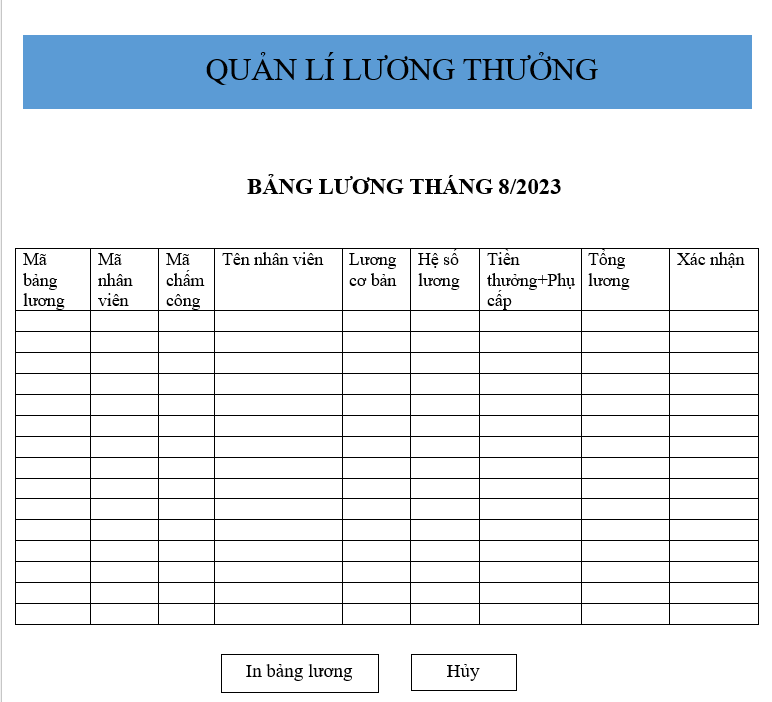 QUẢN LÍ LƯƠNG THƯỞNG
BẢNG LƯƠNG THÁNG 8/2023
Mã
bảng
lương
Mã
nhân
viên
Mã
chấm
công
Tên nhân viên
Lương
cơ bản
Hệ số
lương
Tiền
thưởng+Phụ
cấp
Tổng
lương
Xác nhận
In bảng lương
Hủy